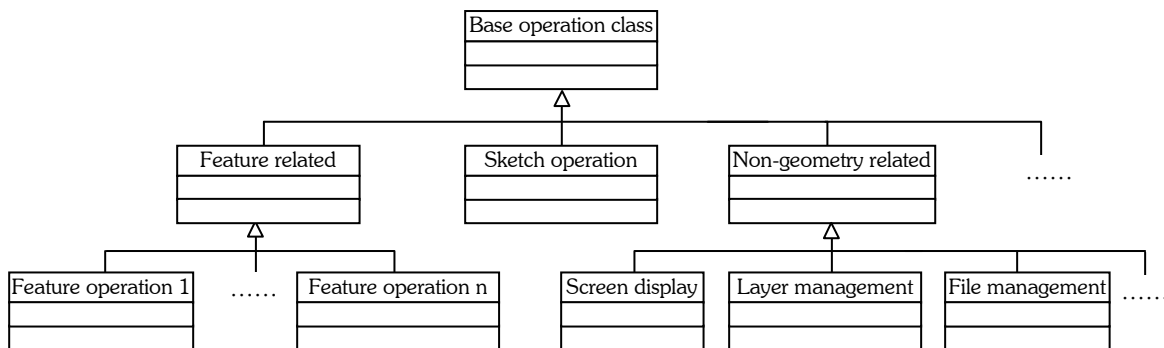 Base operation class
Feature related
Sketch operation
Non-geometry related
......
Feature operation 1
......
Feature operation n
Screen display
Layer management
File management
......